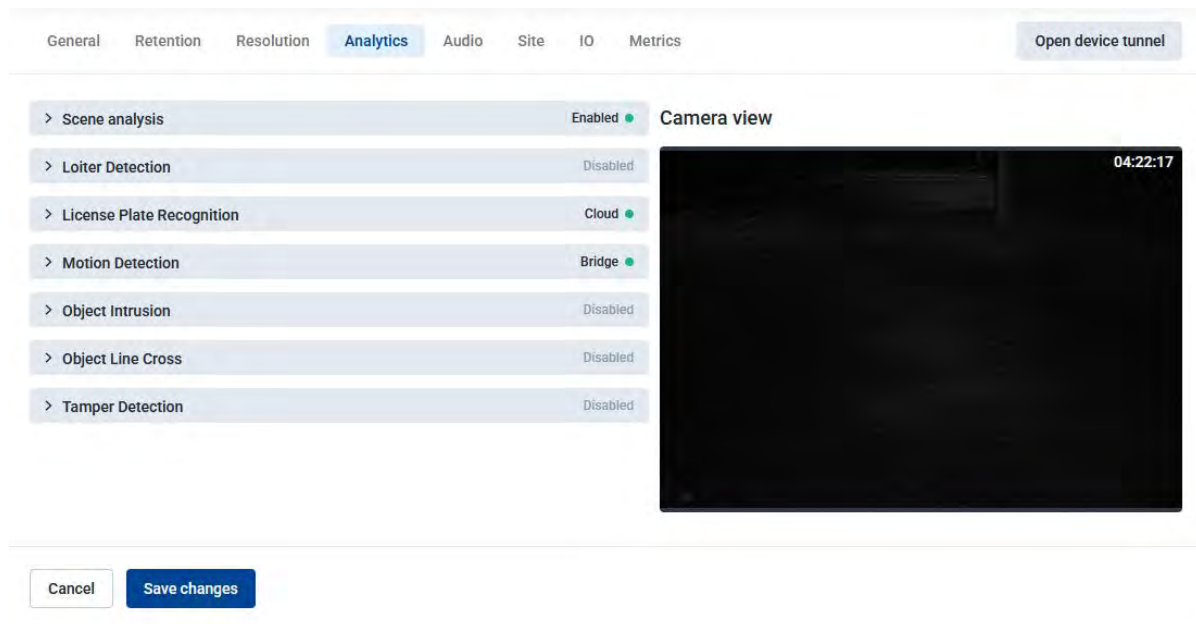 General Retention Resolution Analytics Audio Site IO Metrics Open device tunnel
Scene analysis Enabled
Camera view
Loiter Detection Disabled
04:22:17
License Plate Recognition Cloud
Motion Detection Bridge
Object Intrusion Disabled
Object Line Cross Disabled
Tamper Detection Disabled
Cancel Save changes